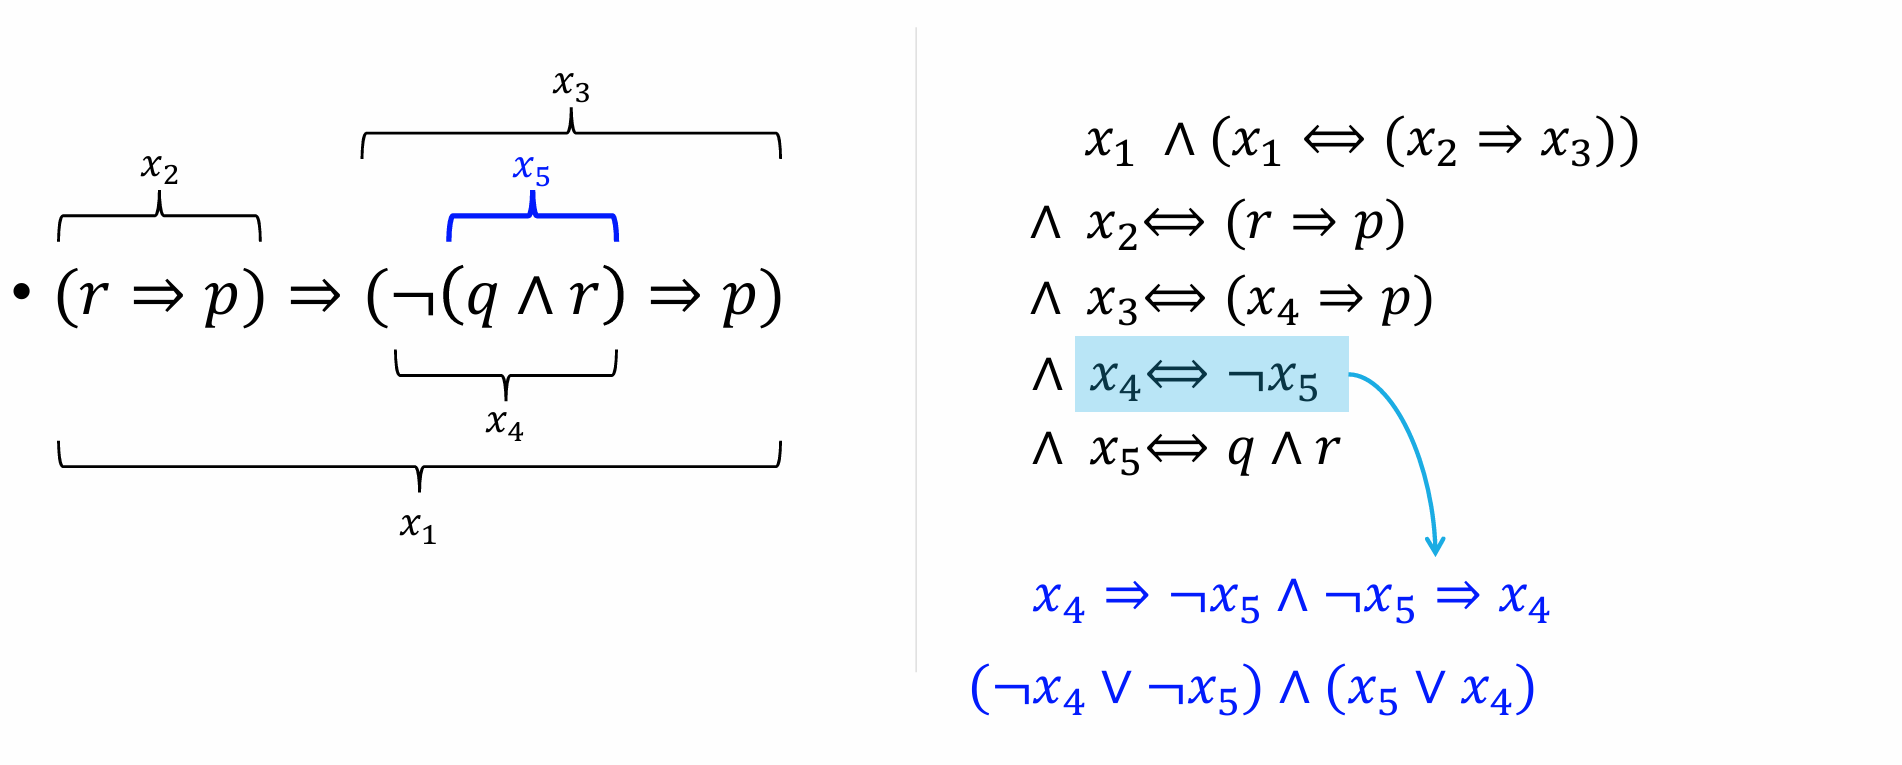 x₃
x₂
x₅
• (r ⇒ p) ⇒ (¬(q ∧ r) ⇒ p)
x₄
x₁
x₁ ∧ (x₁ ⟺ (x₂ ⇒ x₃))
∧ x₂ ⟺ (r ⇒ p)
∧ x₃ ⟺ (x₄ ⇒ p)
∧ x₄ ⟺ ¬x₅
∧ x₅ ⟺ q ∧ r
x₄ ⇒ ¬x₅ ∧ ¬x₅ ⇒ x₄
(¬x₄ ∨ ¬x₅) ∧ (x₅ ∨ x₄)